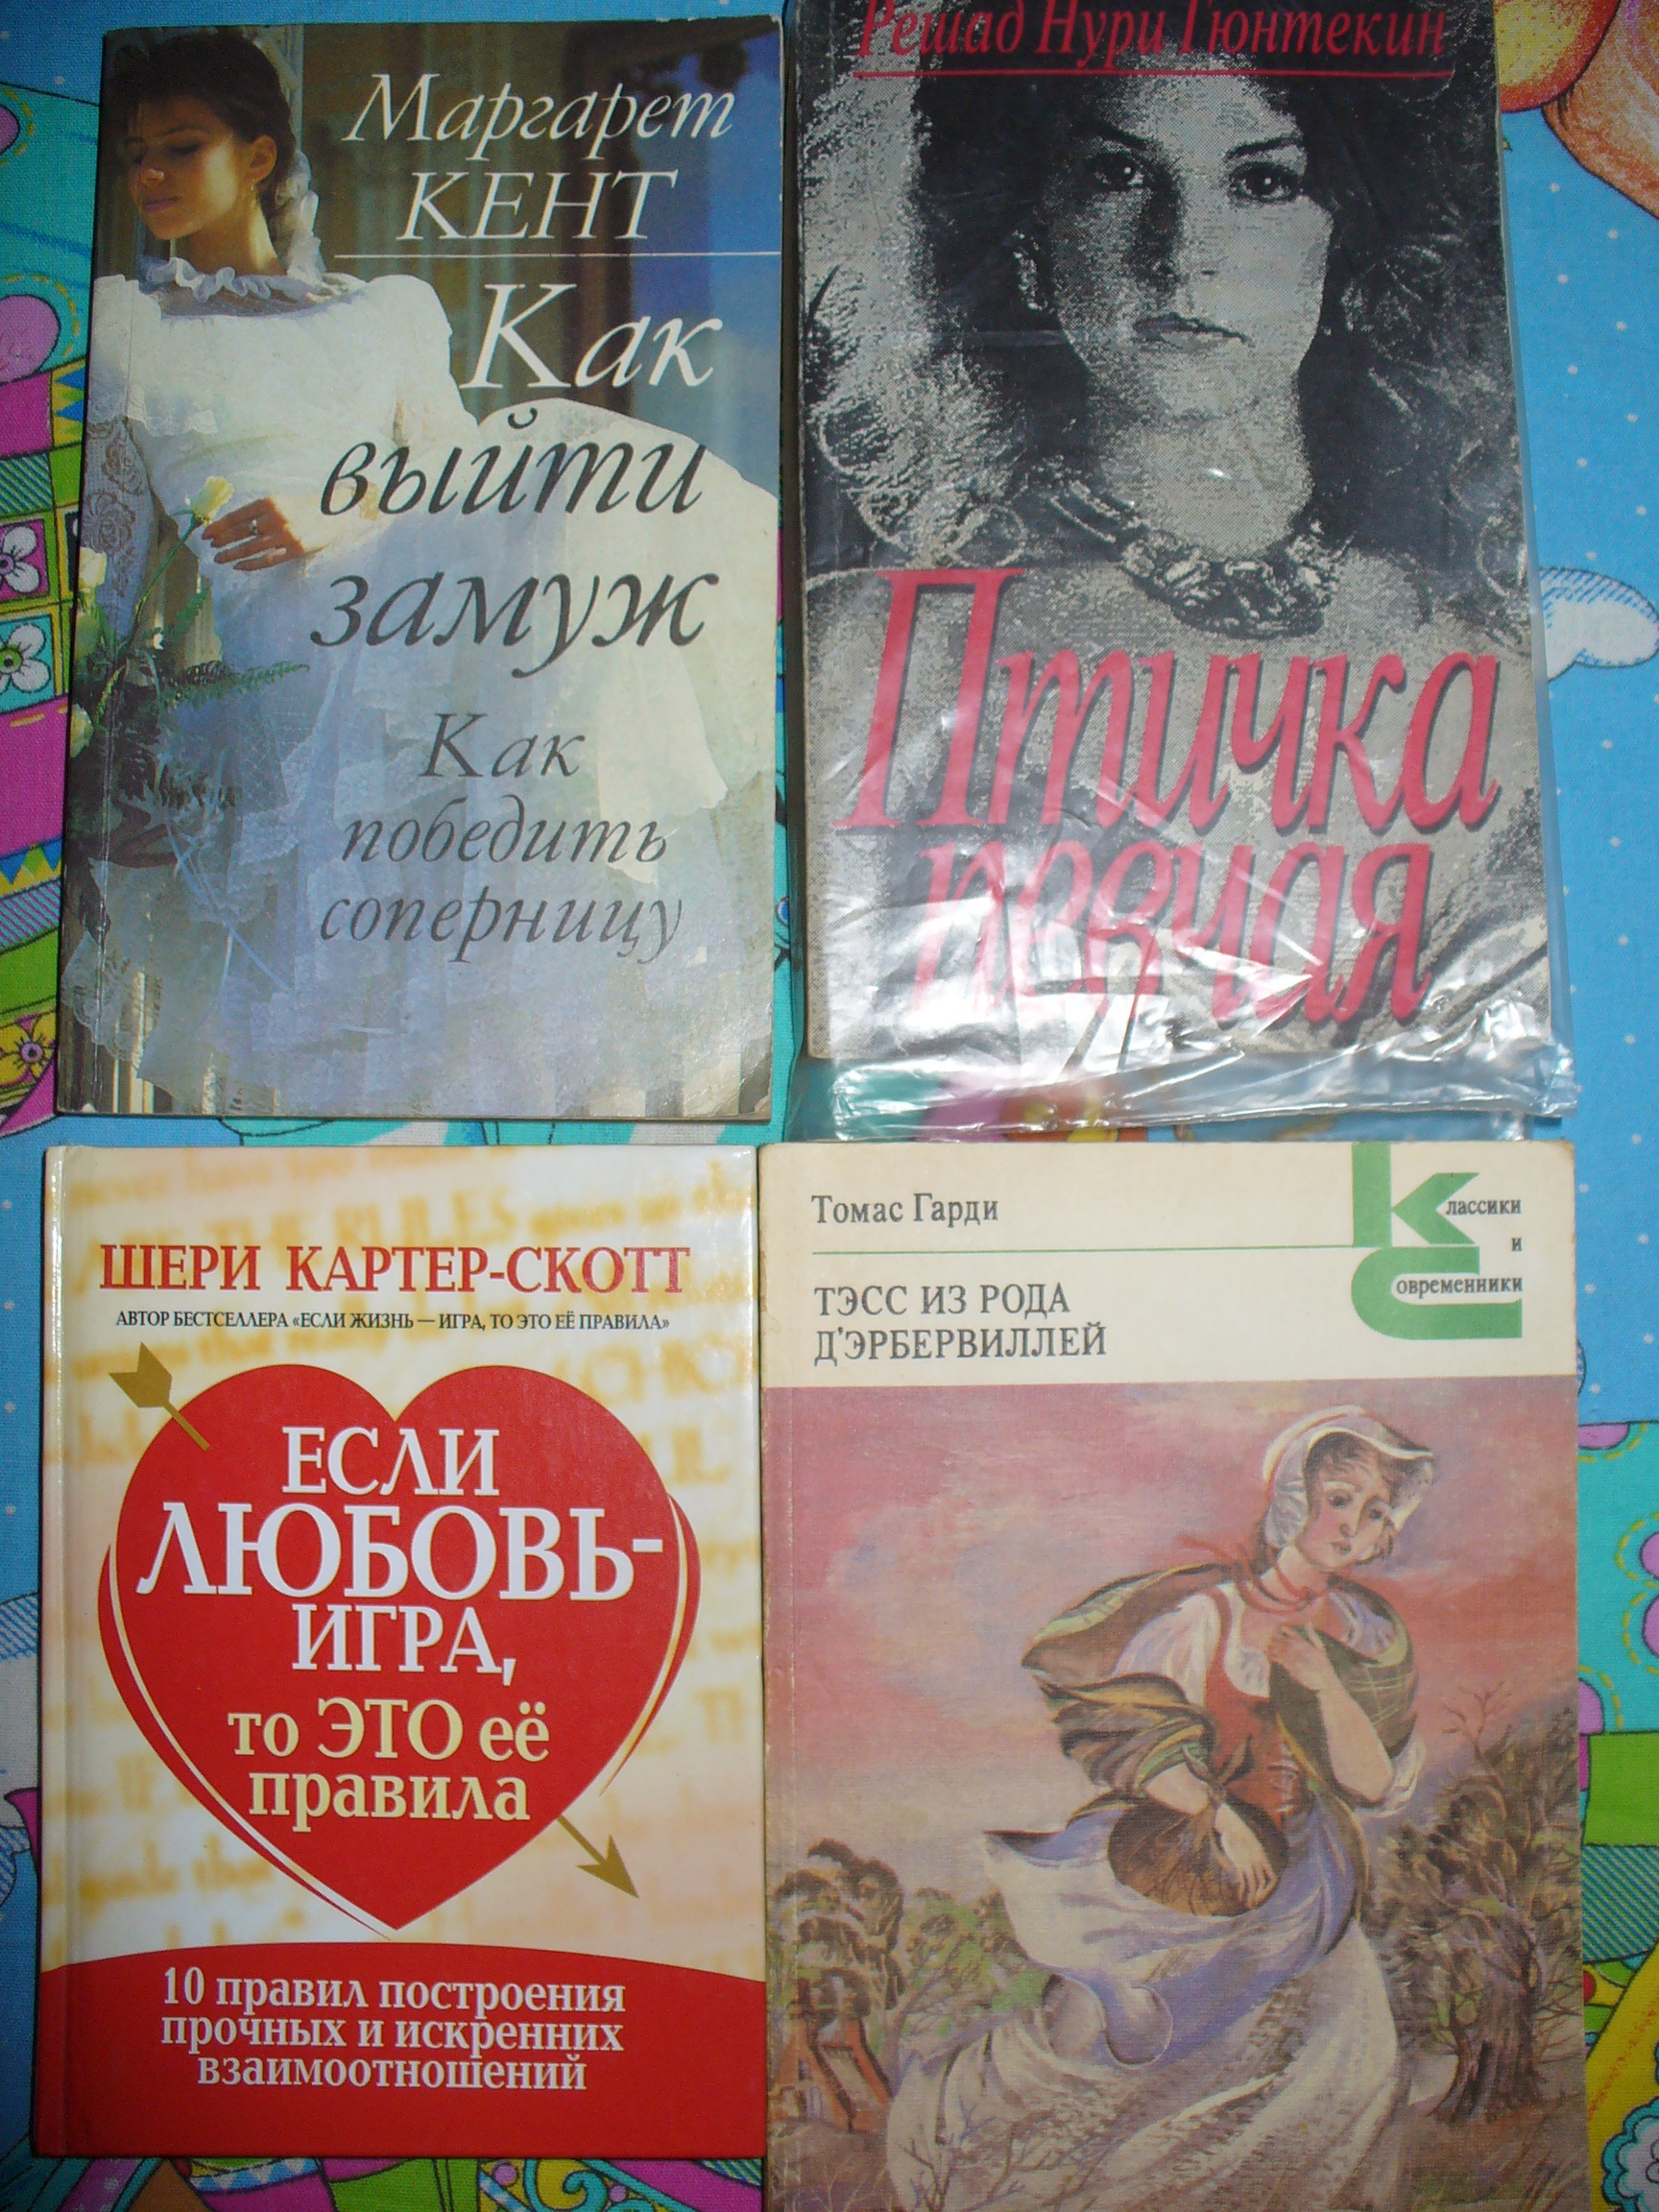 Маргарет
КЕНТ
Как
выйти
замуж
Как
победить
соперницу
Решад Нури Гюнтекин
Птичка
певчая
ШЕРИ КАРТЕР-СКОТТ
АВТОР БЕСТСЕЛЛЕРА «ЕСЛИ ЖИЗНЬ — ИГРА, ТО ЭТО ЕЁ ПРАВИЛА»
ЕСЛИ
ЛЮБОВЬ-
ИГРА,
то ЭТО её
правила
10 правил построения
прочных и искренних
взаимоотношений
Томас Гарди
ТЭСС ИЗ РОДА
Д'ЭРБЕРВИЛЛЕЙ
Классики
и
Современники